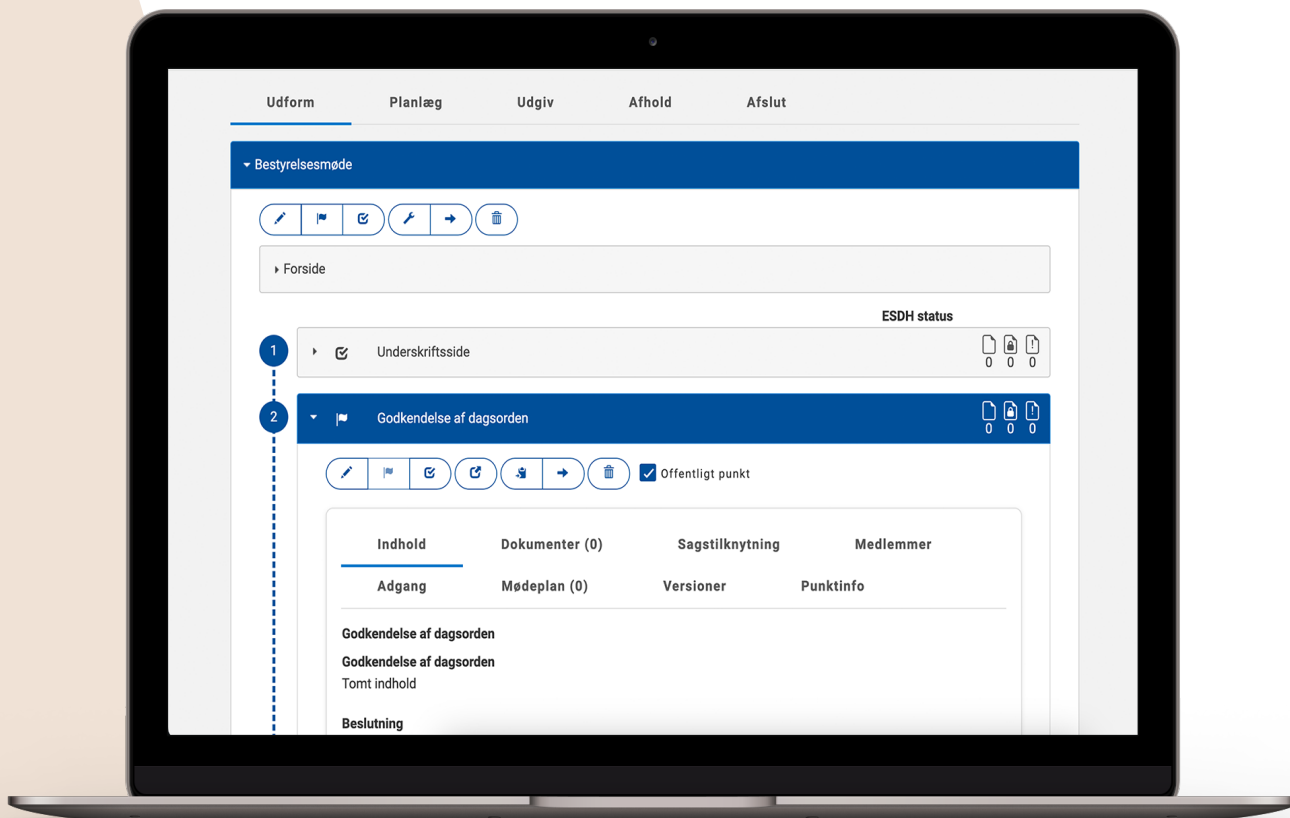 Udform Planlæg Udgiv Afhold Afslut
Bestyrelsesmøde
Forside
ESDH status
1 Underskriftsside
0 0 0
2 Godkendelse af dagsorden
0 0 0
Offentligt punkt
Indhold Dokumenter (0) Sagstilknytning Medlemmer
Adgang Mødeplan (0) Versioner Punktinfo
Godkendelse af dagsorden
Godkendelse af dagsorden
Tomt indhold
Beslutning